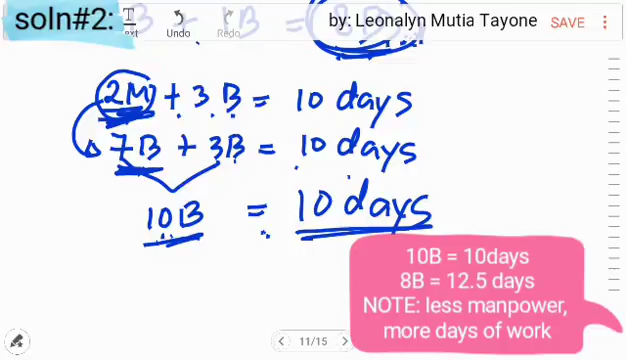 soln#2:
by: Leonalyn Mutia Tayone
Undo
Redo
SAVE
8B
2M + 3B = 10 days
7B + 3B = 10 days
10B = 10 days
10B = 10days
8B = 12.5 days
NOTE: less manpower,
more days of work
11/15